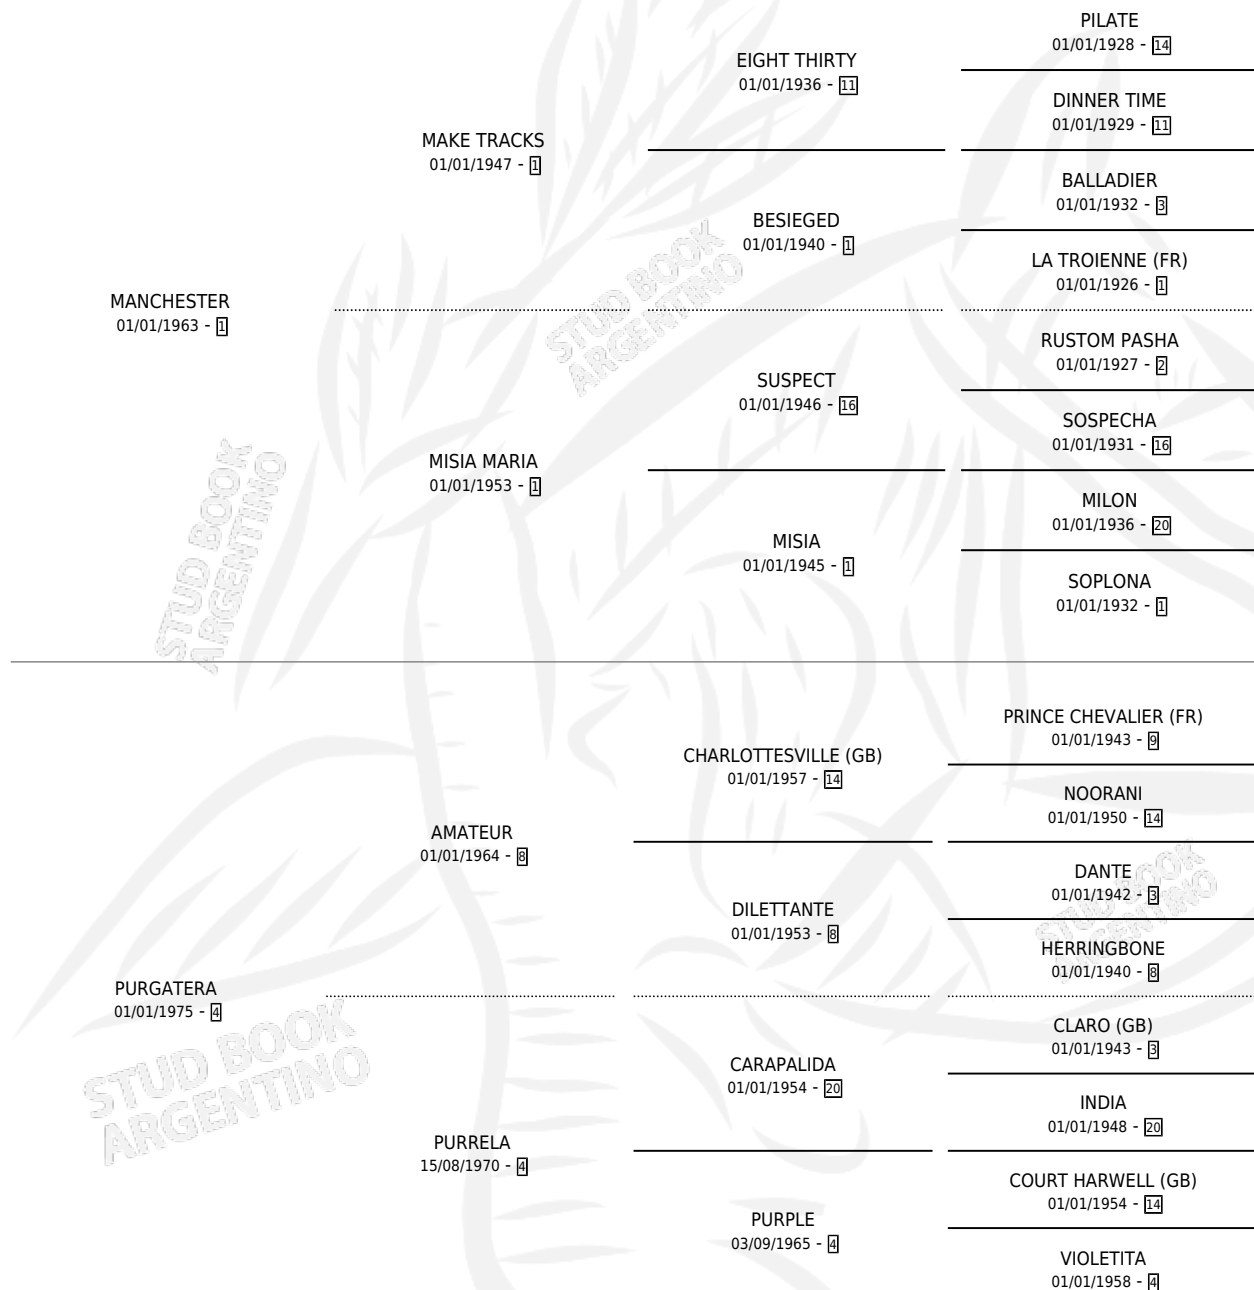 PILATE
01/01/1928 - 14
EIGHT THIRTY
01/01/1936 - 11
DINNER TIME
01/01/1929 - 11
MAKE TRACKS
01/01/1947 - 1
BALLADIER
01/01/1932 - 3
BESIEGED
01/01/1940 - 1
LA TROIENNE (FR)
01/01/1926 - 1
MANCHESTER
01/01/1963 - 1
STUD BOOK
ARGENTINO
RUSTOM PASHA
01/01/1927 - 2
SUSPECT
01/01/1946 - 16
SOSPECHA
01/01/1931 - 16
MISIA MARIA
01/01/1953 - 1
MILON
01/01/1936 - 20
MISIA
01/01/1945 - 1
SOPLONA
01/01/1932 - 1
STUD BOOK
ARGENTINO
PRINCE CHEVALIER (FR)
01/01/1943 - 9
CHARLOTTESVILLE (GB)
01/01/1957 - 14
NOORANI
01/01/1950 - 14
AMATEUR
01/01/1964 - 8
DANTE
01/01/1942 - 3
STUD BOOK
ARGENTINO
DILETTANTE
01/01/1953 - 8
HERRINGBONE
01/01/1940 - 8
PURGATERA
01/01/1975 - 4
STUD BOOK
ARGENTINO
CLARO (GB)
01/01/1943 - 3
CARAPALIDA
01/01/1954 - 20
INDIA
01/01/1948 - 20
PURRELA
15/08/1970 - 4
COURT HARWELL (GB)
01/01/1954 - 14
PURPLE
03/09/1965 - 4
VIOLETITA
01/01/1958 - 4